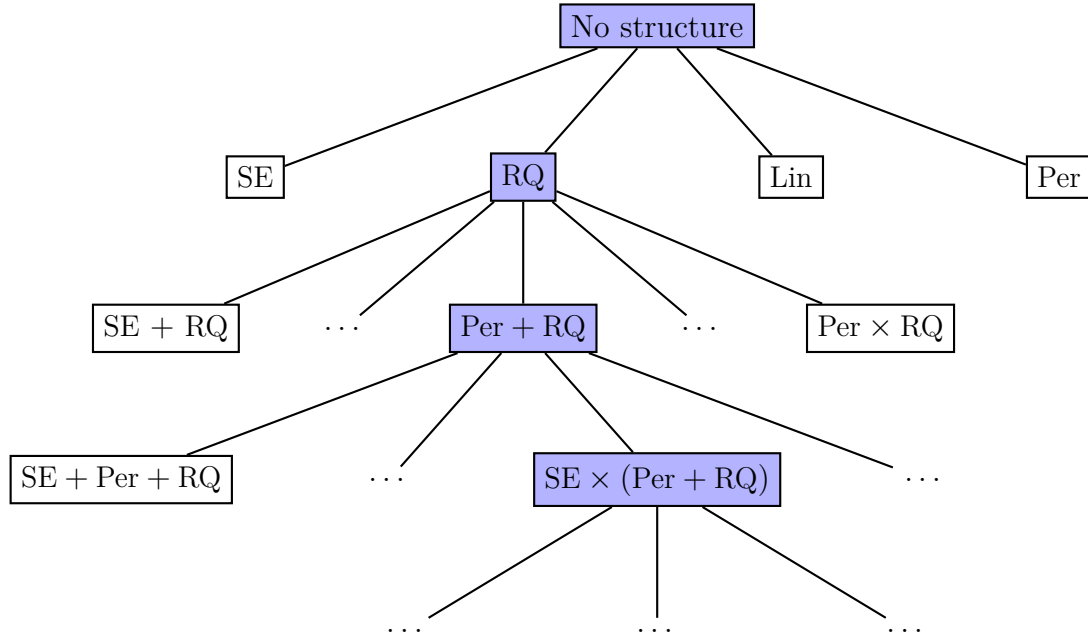 No structure
SE
RQ
Lin
Per
SE + RQ
...
Per + RQ
...
Per × RQ
SE + Per + RQ
...
SE × (Per + RQ)
...
...
...
...